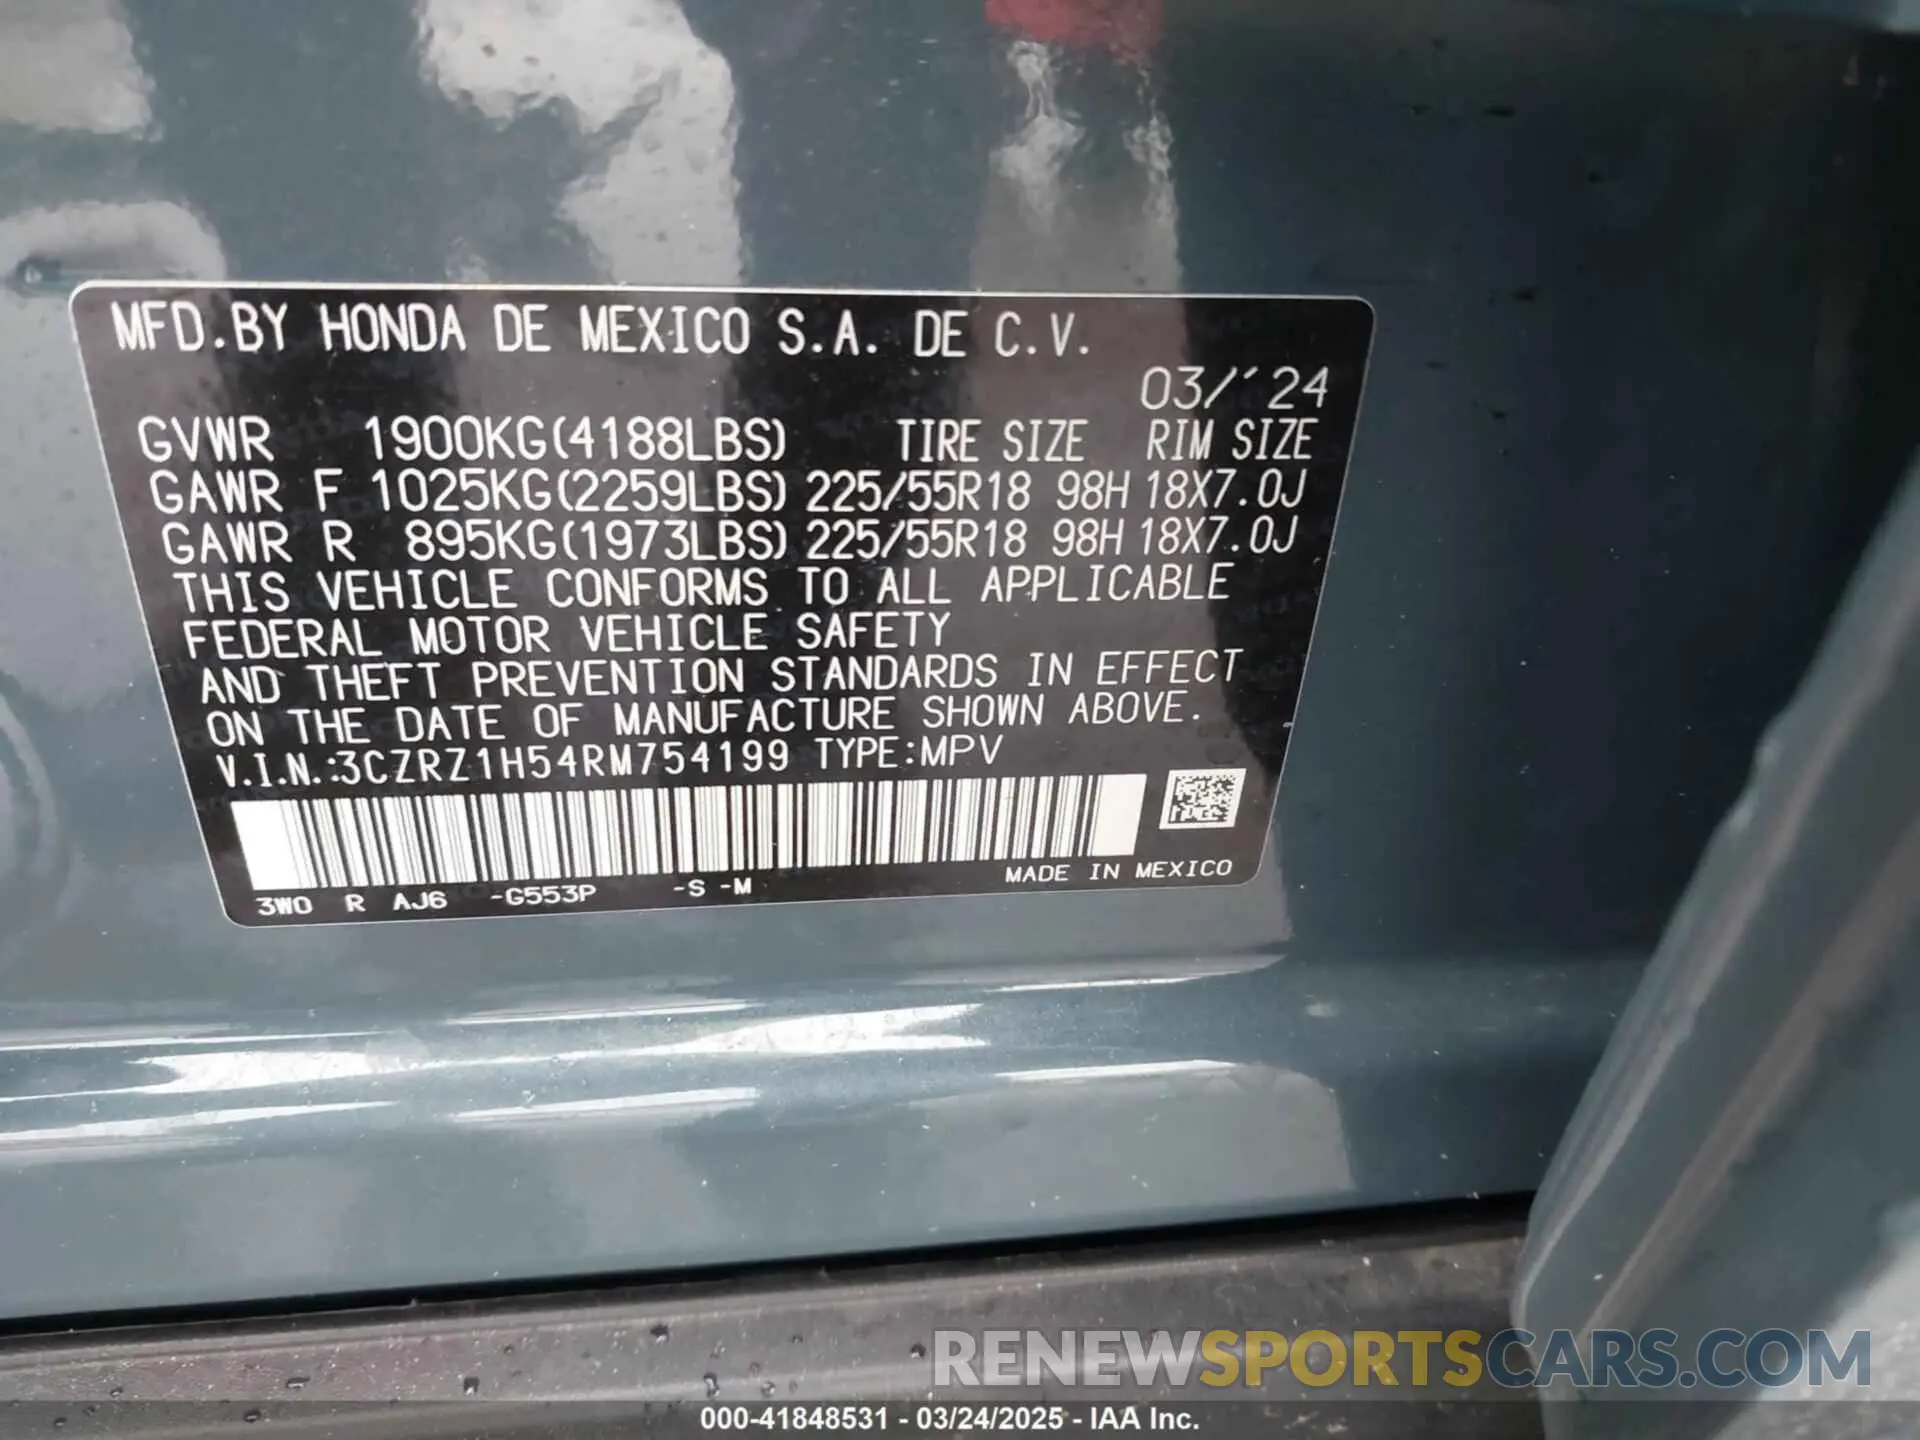 MFD.BY HONDA DE MEXICO S.A. DE C.V.
03/'24
GVWR 1900KG(4188LBS) TIRE SIZE RIM SIZE
GAWR F 1025KG(2259LBS) 225/55R18 98H 18X7.0J
GAWR R 895KG(1973LBS) 225/55R18 98H 18X7.0J
THIS VEHICLE CONFORMS TO ALL APPLICABLE
FEDERAL MOTOR VEHICLE SAFETY
AND THEFT PREVENTION STANDARDS IN EFFECT
ON THE DATE OF MANUFACTURE SHOWN ABOVE.
V.I.N.:3CZRZ1H54RM754199 TYPE:MPV
MADE IN MEXICO
3W0 R AJ6 -G553P -S -M
RENEWSPORTSCARS.COM
000-41848531 - 03/24/2025 - IAA Inc.